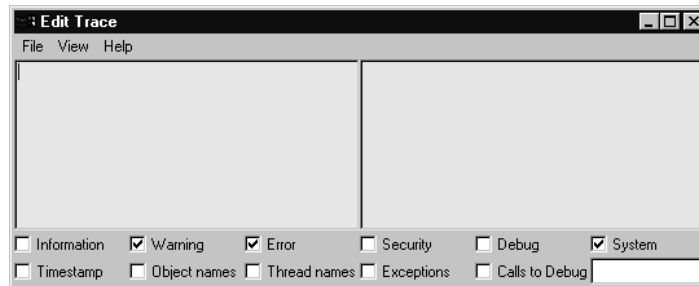 Edit Trace
File View Help
Information Warning Error Security Debug System
Timestamp Object names Thread names Exceptions Calls to Debug